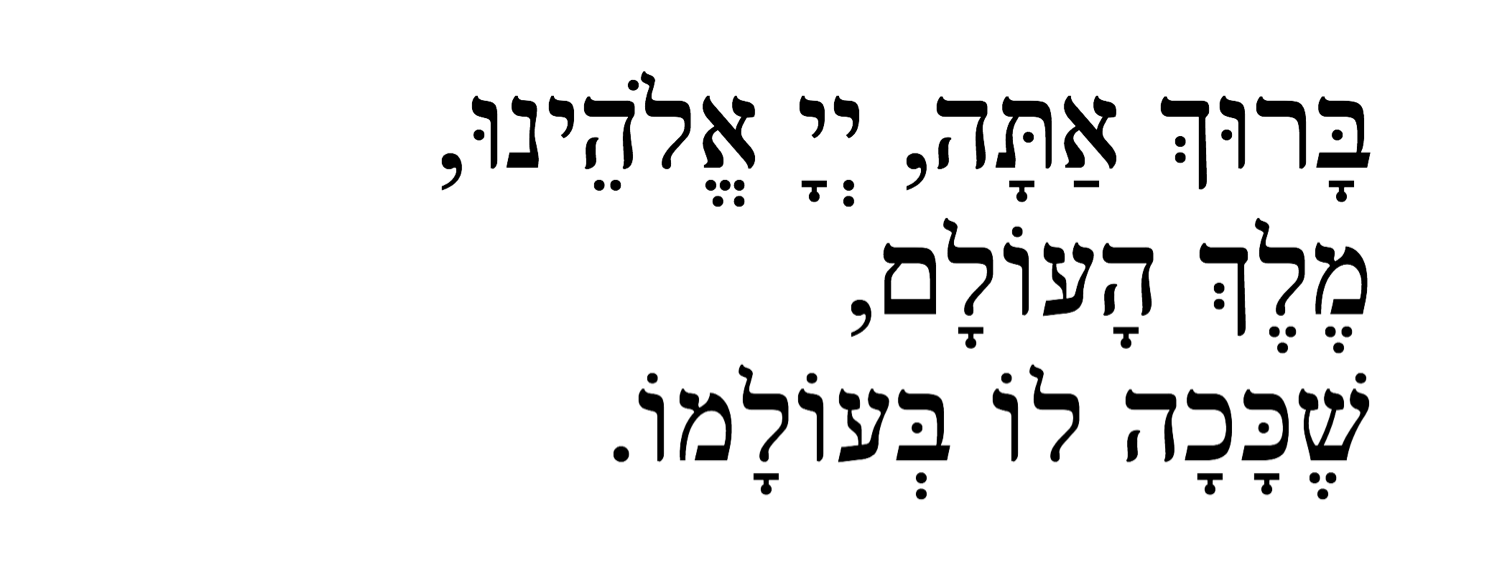 בָּרוּךְ אַתָּה, יְיָ אֱלֹהֵינוּ,
מֶלֶךְ הָעוֹלָם,
שֶׁכָּכָה לוֹ בְּעוֹלָמוֹ.